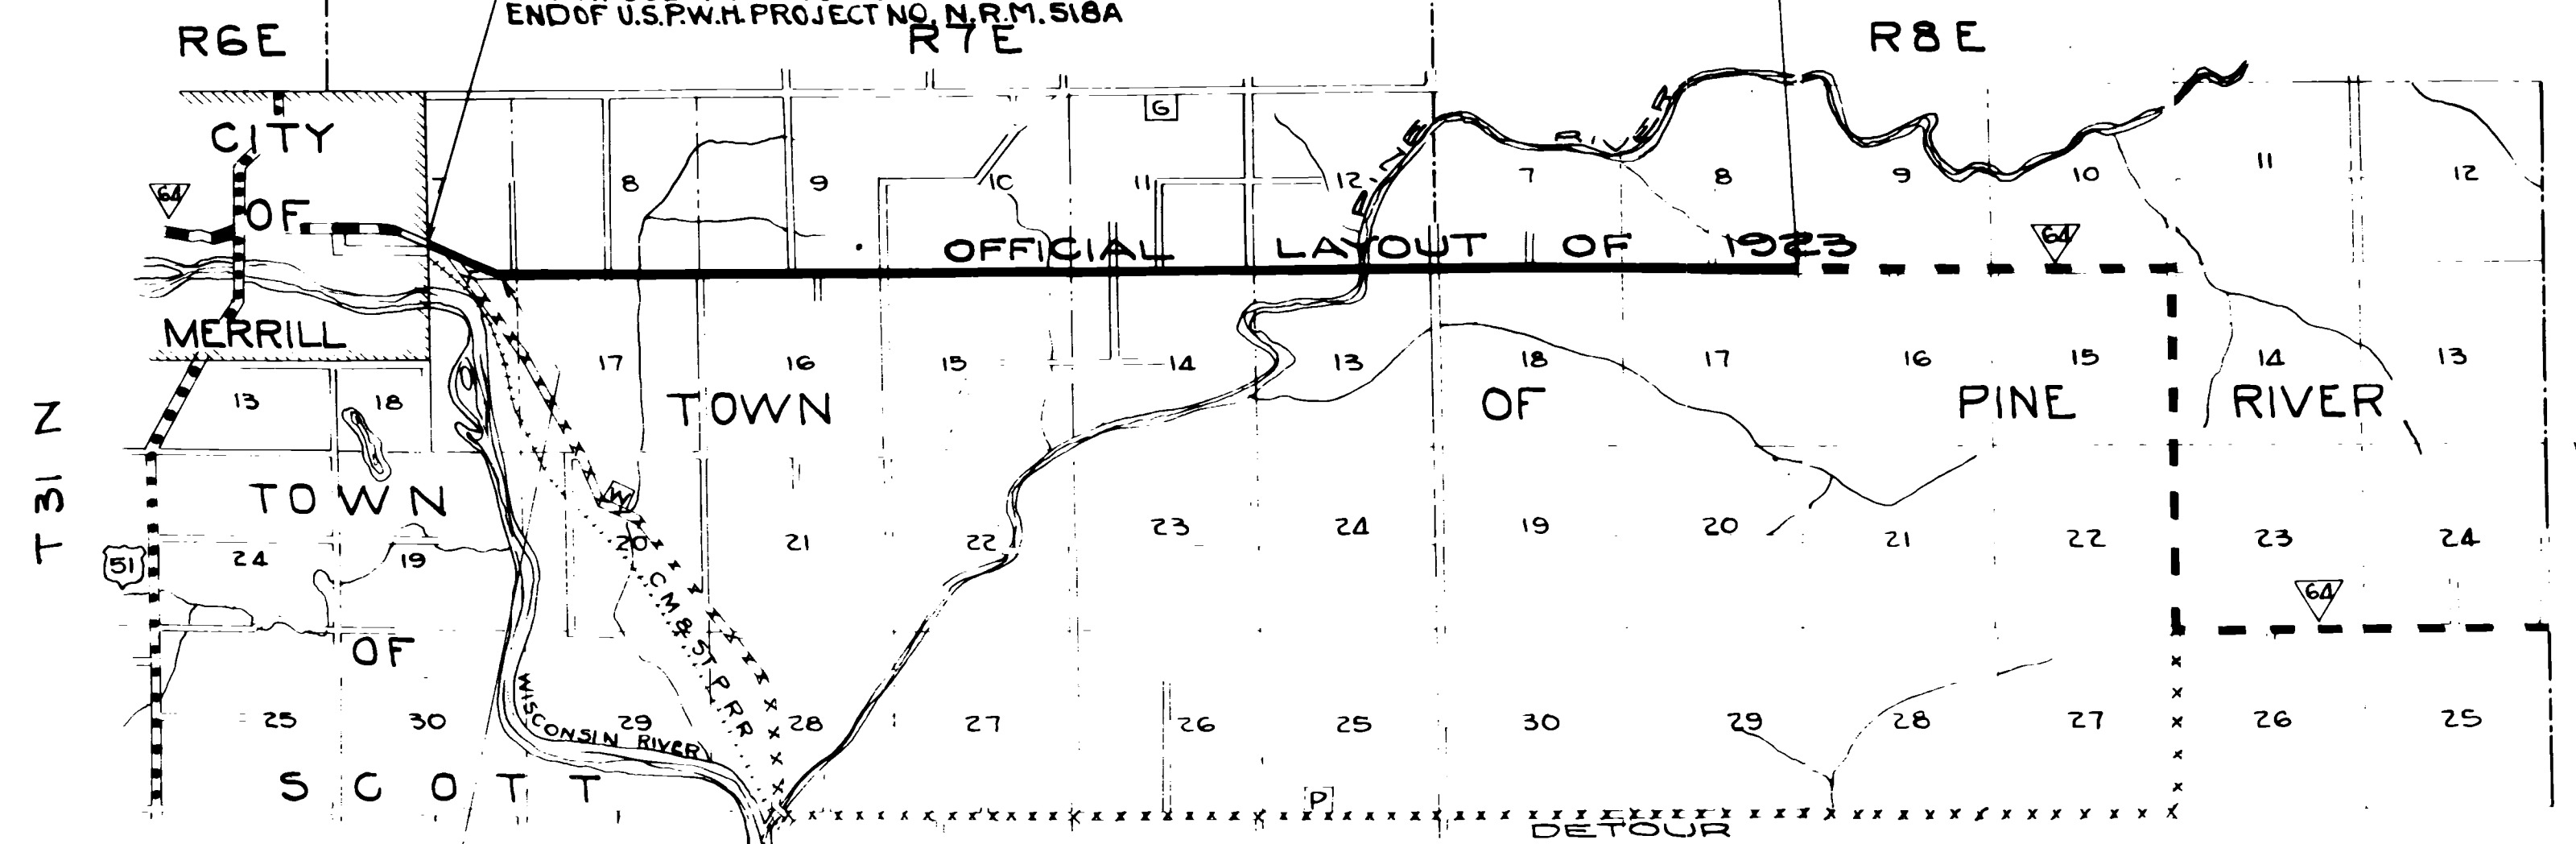 END OF U.S.P.W.H. PROJECT NO. N.R.M. 518A
R6E R7E R8E
G
CITY
64
OF
7 8 9 10 11 12 7 8 9 10 11 12
PINE RIVER
OFFICIAL LAYOUT OF 1923
64
MERRILL
17 16 15 14 13 18 17 16 15 14 13
13 18
TOWN OF PINE RIVER
T31N
TOWN
W
20 21 22 23 24 19 20 21 22 23 24
51
24 19
C.M. & ST. P. RR
64
OF
25 30 29 28 27 26 25 30 29 28 27 26 25
WISCONSIN RIVER
SCOTT
P
DETOUR